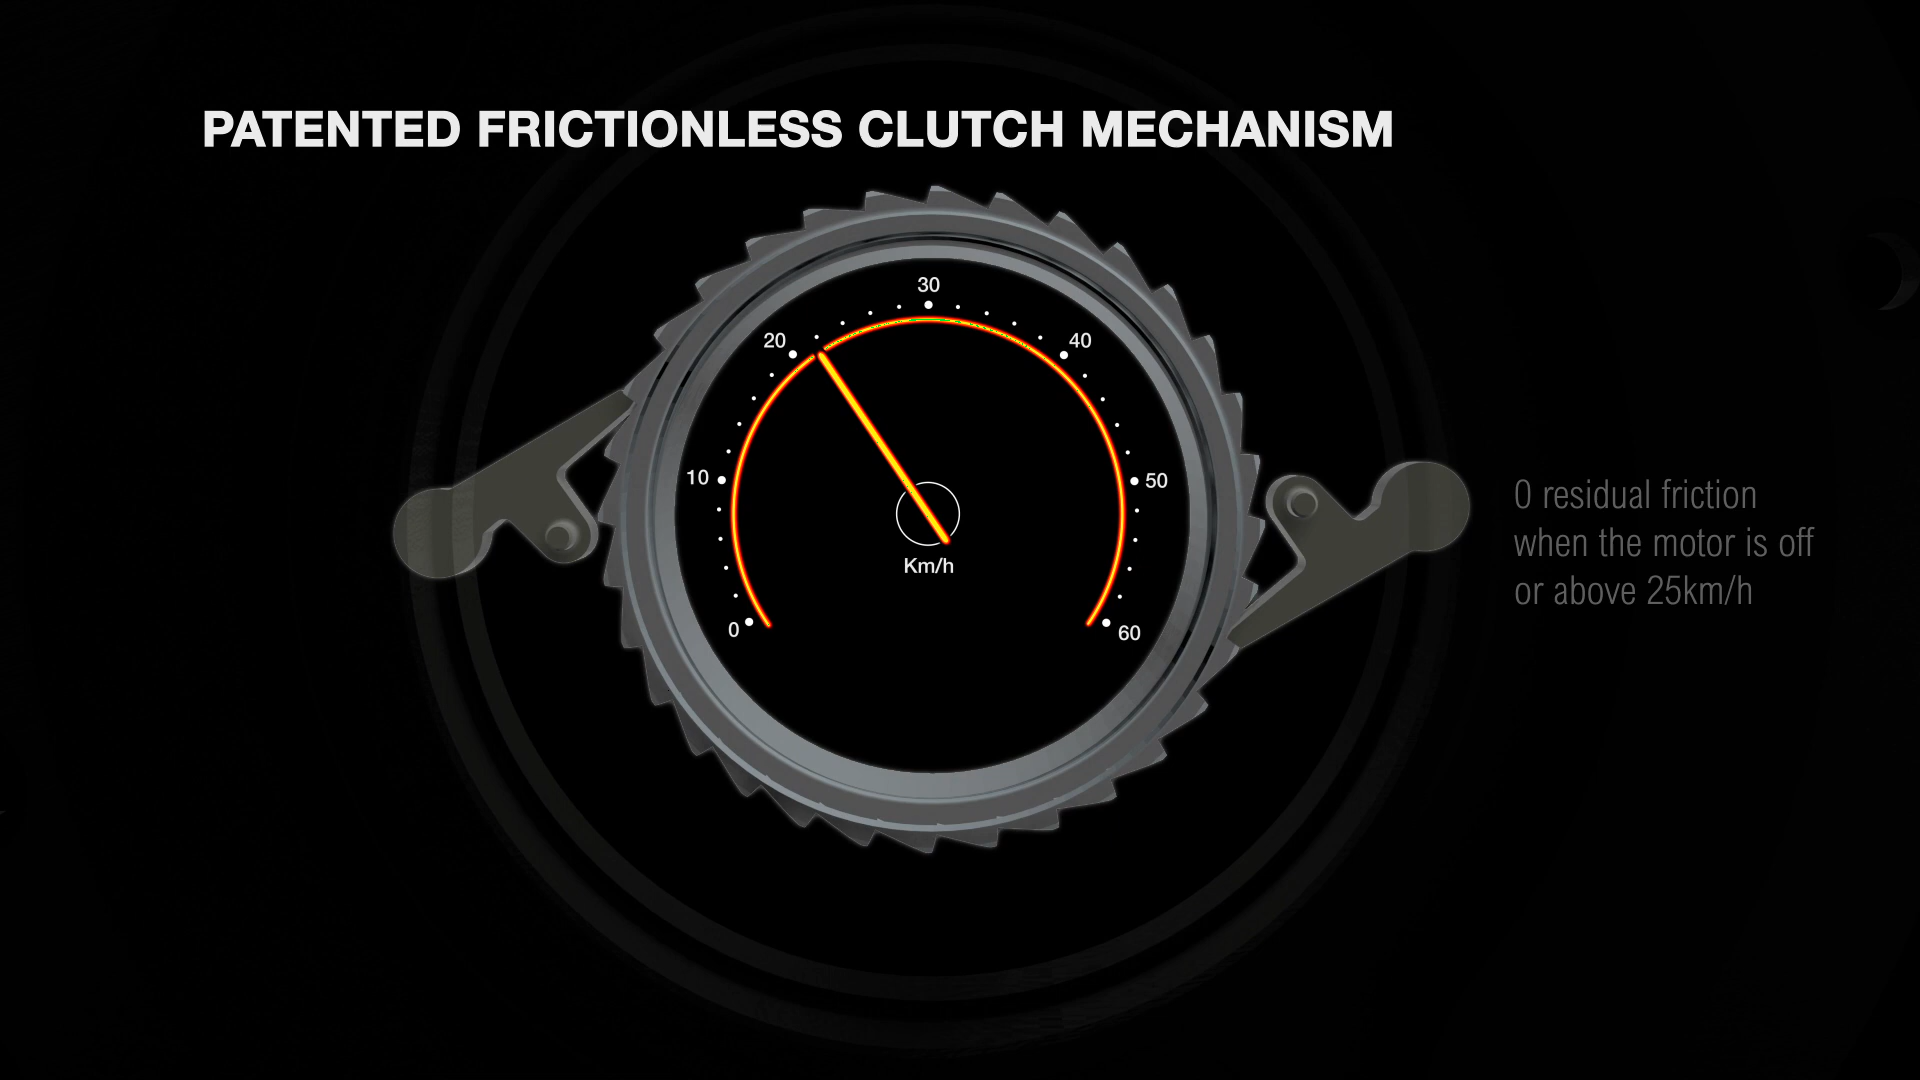 PATENTED FRICTIONLESS CLUTCH MECHANISM
30
20
40
10
50
Km/h
0
60
0 residual friction
when the motor is off
or above 25km/h